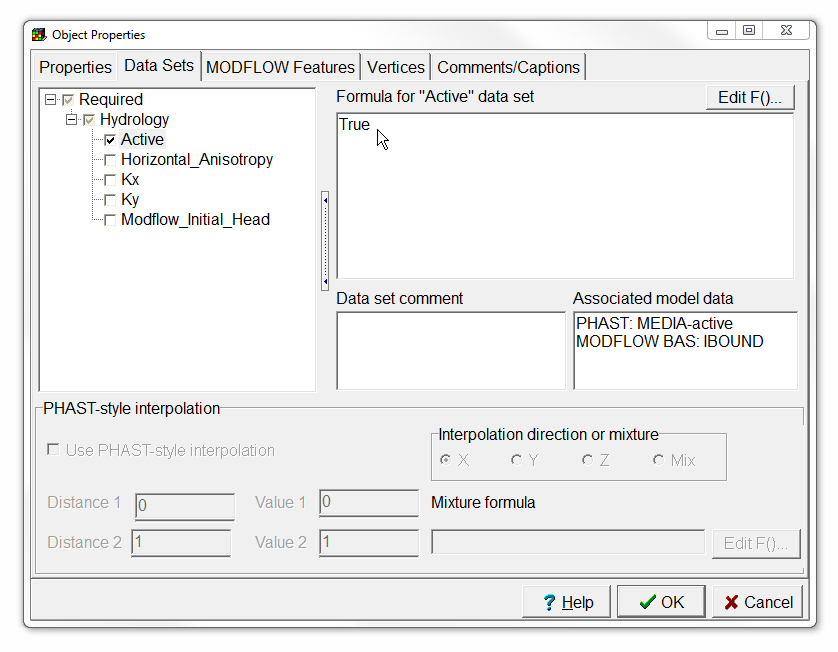 Object Properties
Properties Data Sets MODFLOW Features Vertices Comments/Captions
Required
Hydrology
Active
Horizontal_Anisotropy
Kx
Ky
Modflow_Initial_Head
Formula for "Active" data set
Edit F()...
True
Data set comment
Associated model data
PHAST: MEDIA-active
MODFLOW BAS: IBOUND
PHAST-style interpolation
Use PHAST-style interpolation
Interpolation direction or mixture
X Y Z Mix
Distance 1 0 Value 1 0 Mixture formula
Distance 2 1 Value 2 1 Edit F()...
? Help OK Cancel